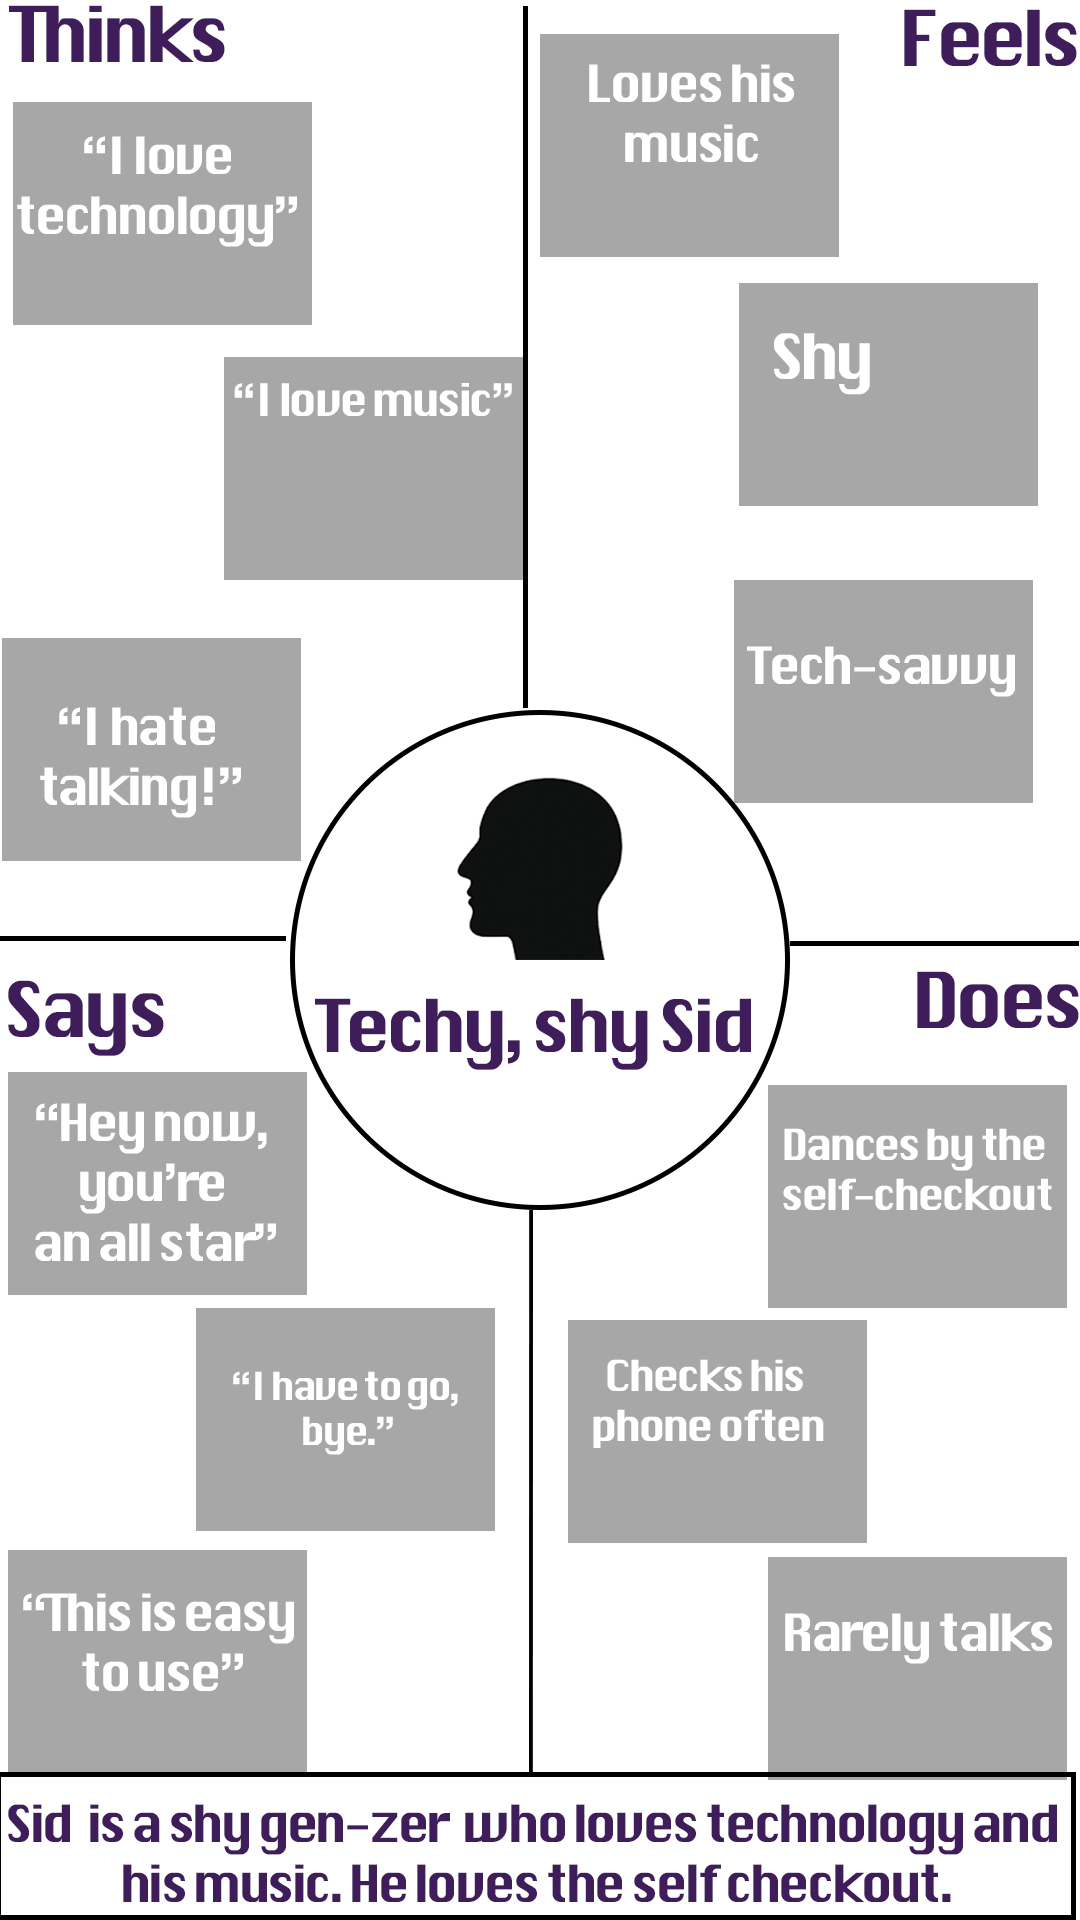 Thinks
“I love
technology”
“I love music”
“I hate
talking!”
Feels
Loves his
music
Shy
Tech-savvy
Techy, shy Sid
Says
“Hey now,
you’re
an all star”
“I have to go,
bye.”
“This is easy
to use”
Does
Dances by the
self-checkout
Checks his
phone often
Rarely talks
Sid is a shy gen-zer who loves technology and
his music. He loves the self checkout.